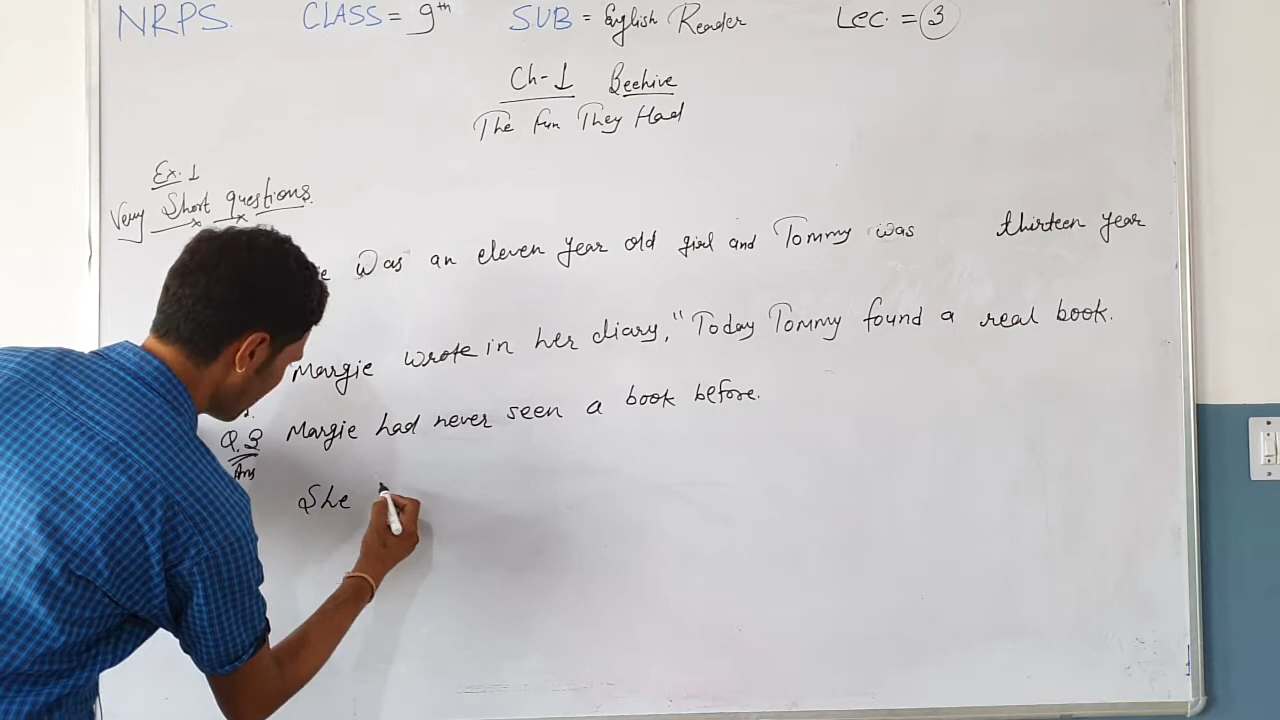 NRPS. CLASS = 9th SUB = English Reader Lec. = 3
Ch-1 Beehive
The Fun They Had
Ex. 1
Very Short questions.
was an eleven year old girl and Tommy was thirteen year
Margie wrote in her diary, "Today Tommy found a real book.
Margie had never seen a book before.
Q.3
Ans
She